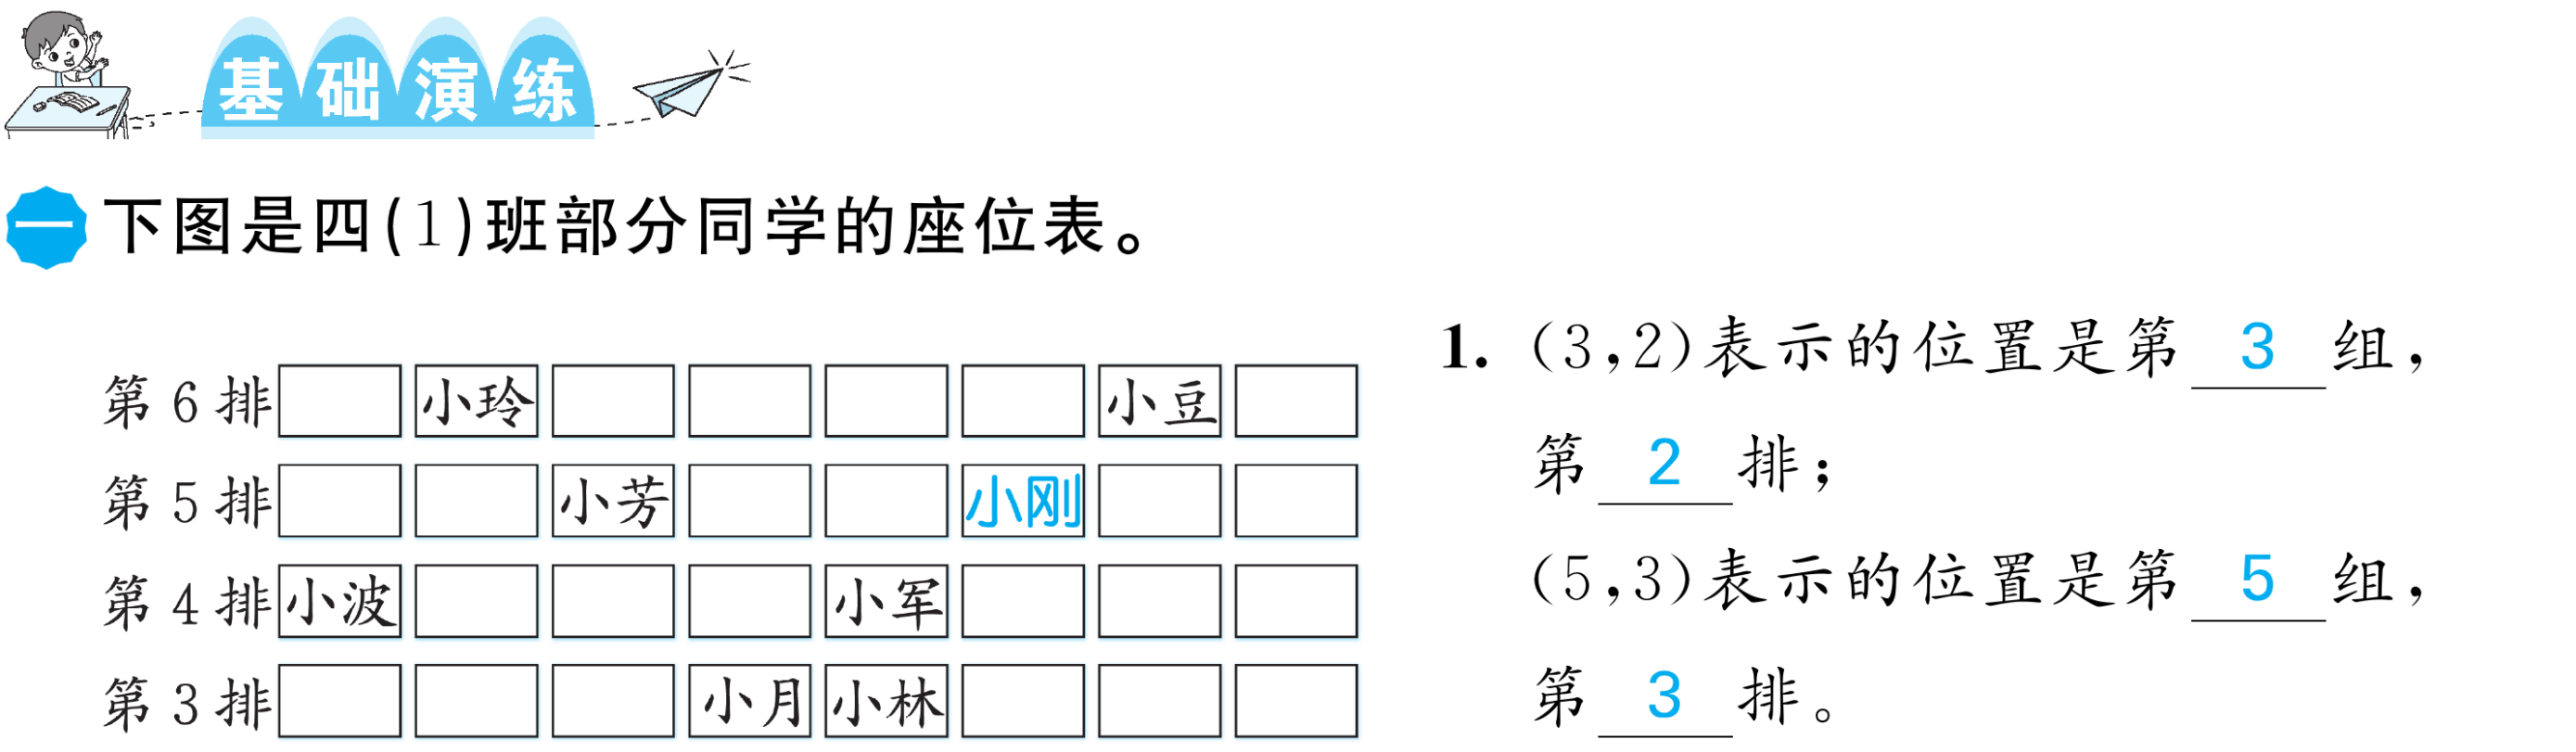 基础演练
一 下图是四(1)班部分同学的座位表。
第 6 排 小玲 小豆
第 5 排 小芳 小刚
第 4 排 小波 小军
第 3 排 小月 小林
1. (3,2)表示的位置是第 3 组,
第 2 排;
(5,3)表示的位置是第 5 组,
第 3 排。